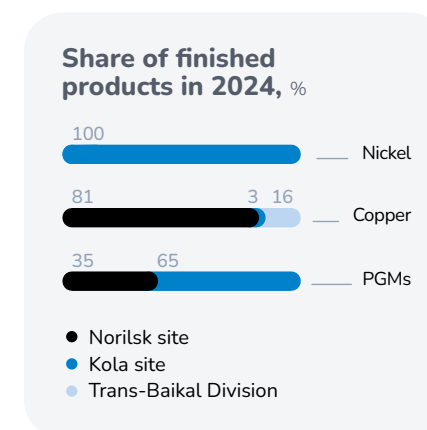 Share of finished
products in 2024, %
100
Nickel
81 3 16
Copper
35 65
PGMs
Norilsk site
Kola site
Trans-Baikal Division